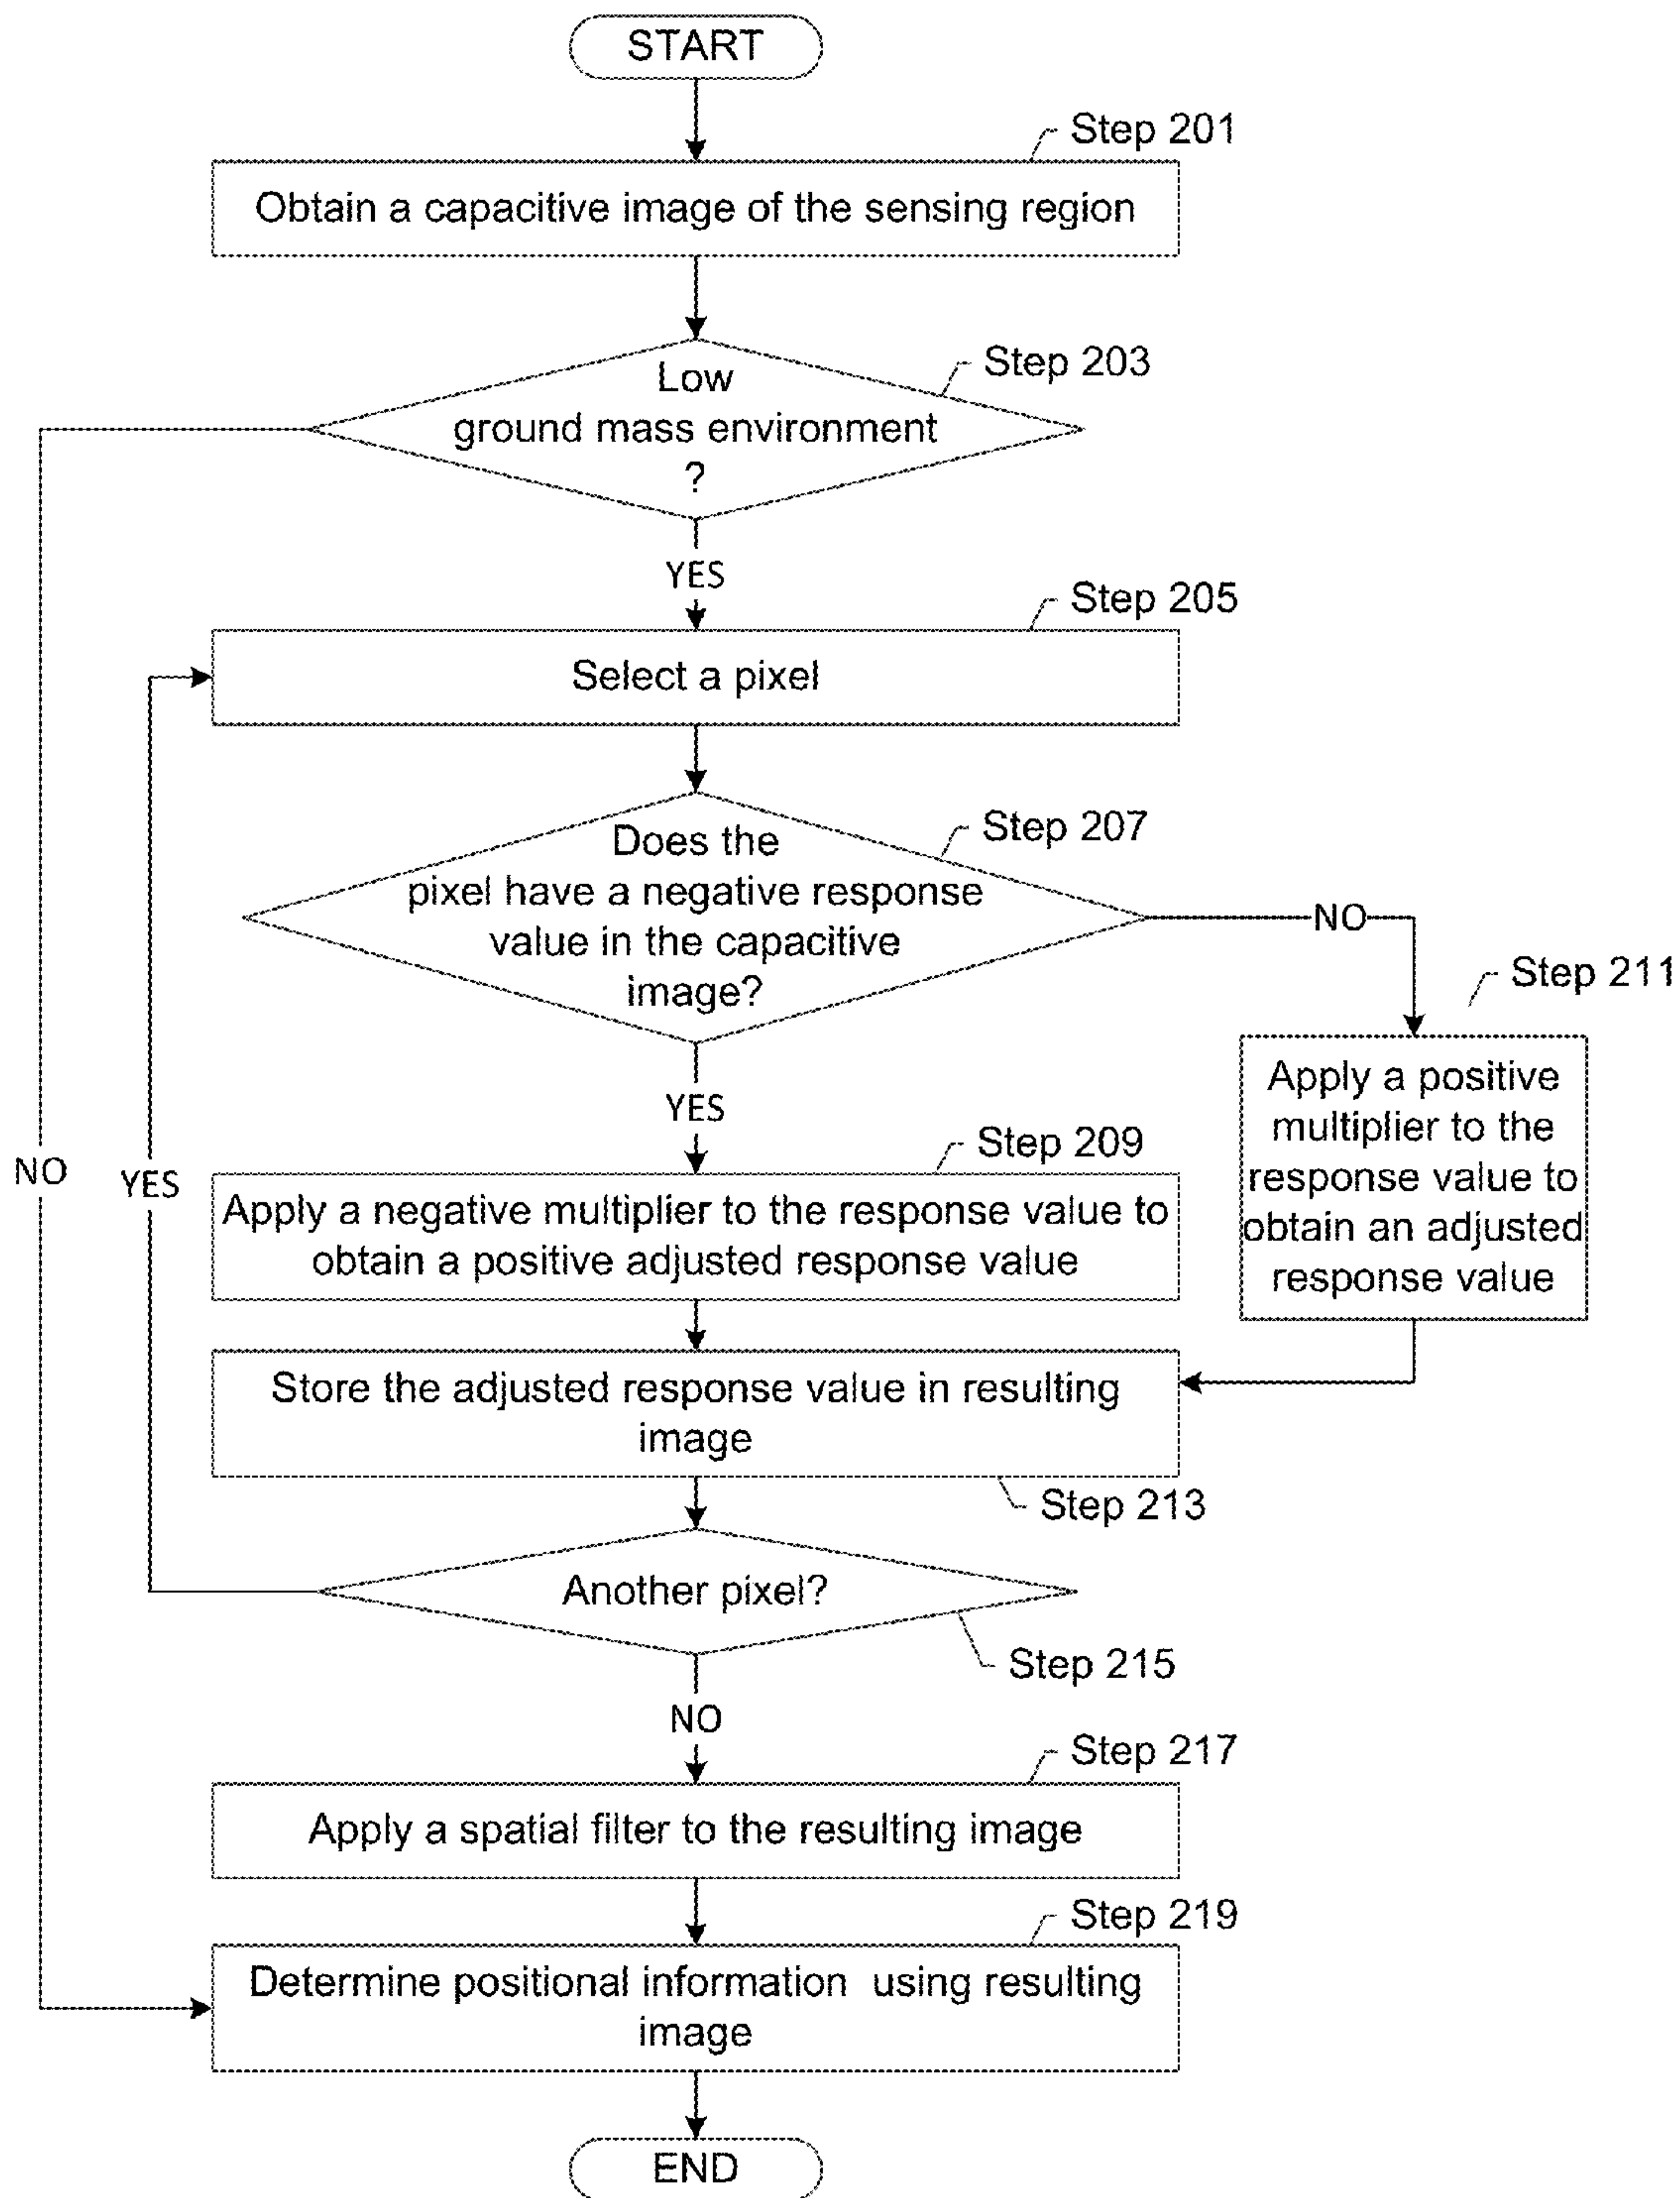 START
Step 201
Obtain a capacitive image of the sensing region
Step 203
Low
ground mass environment
?
YES
Step 205
Select a pixel
Step 207
Does the
pixel have a negative response
value in the capacitive
image?
NO
Step 211
Apply a positive
multiplier to the
response value to
obtain an adjusted
response value
YES
Step 209
Apply a negative multiplier to the response value to
obtain a positive adjusted response value
NO
YES
Store the adjusted response value in resulting
image
Step 213
Another pixel?
Step 215
NO
Step 217
Apply a spatial filter to the resulting image
Step 219
Determine positional information using resulting
image
END